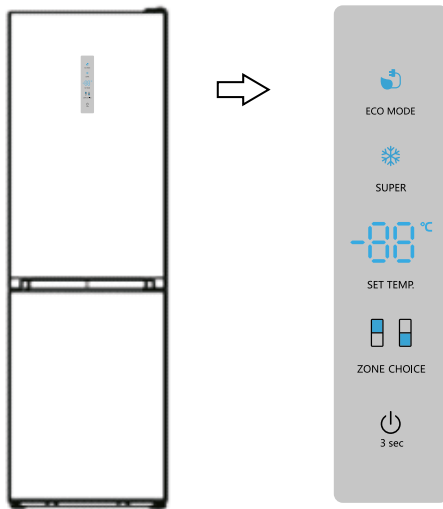 ECO MODE
SUPER
-88 °C
SET TEMP.
ZONE CHOICE
3 sec